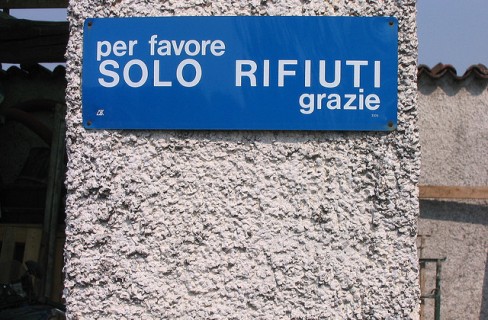 per favore
SOLO RIFIUTI
grazie